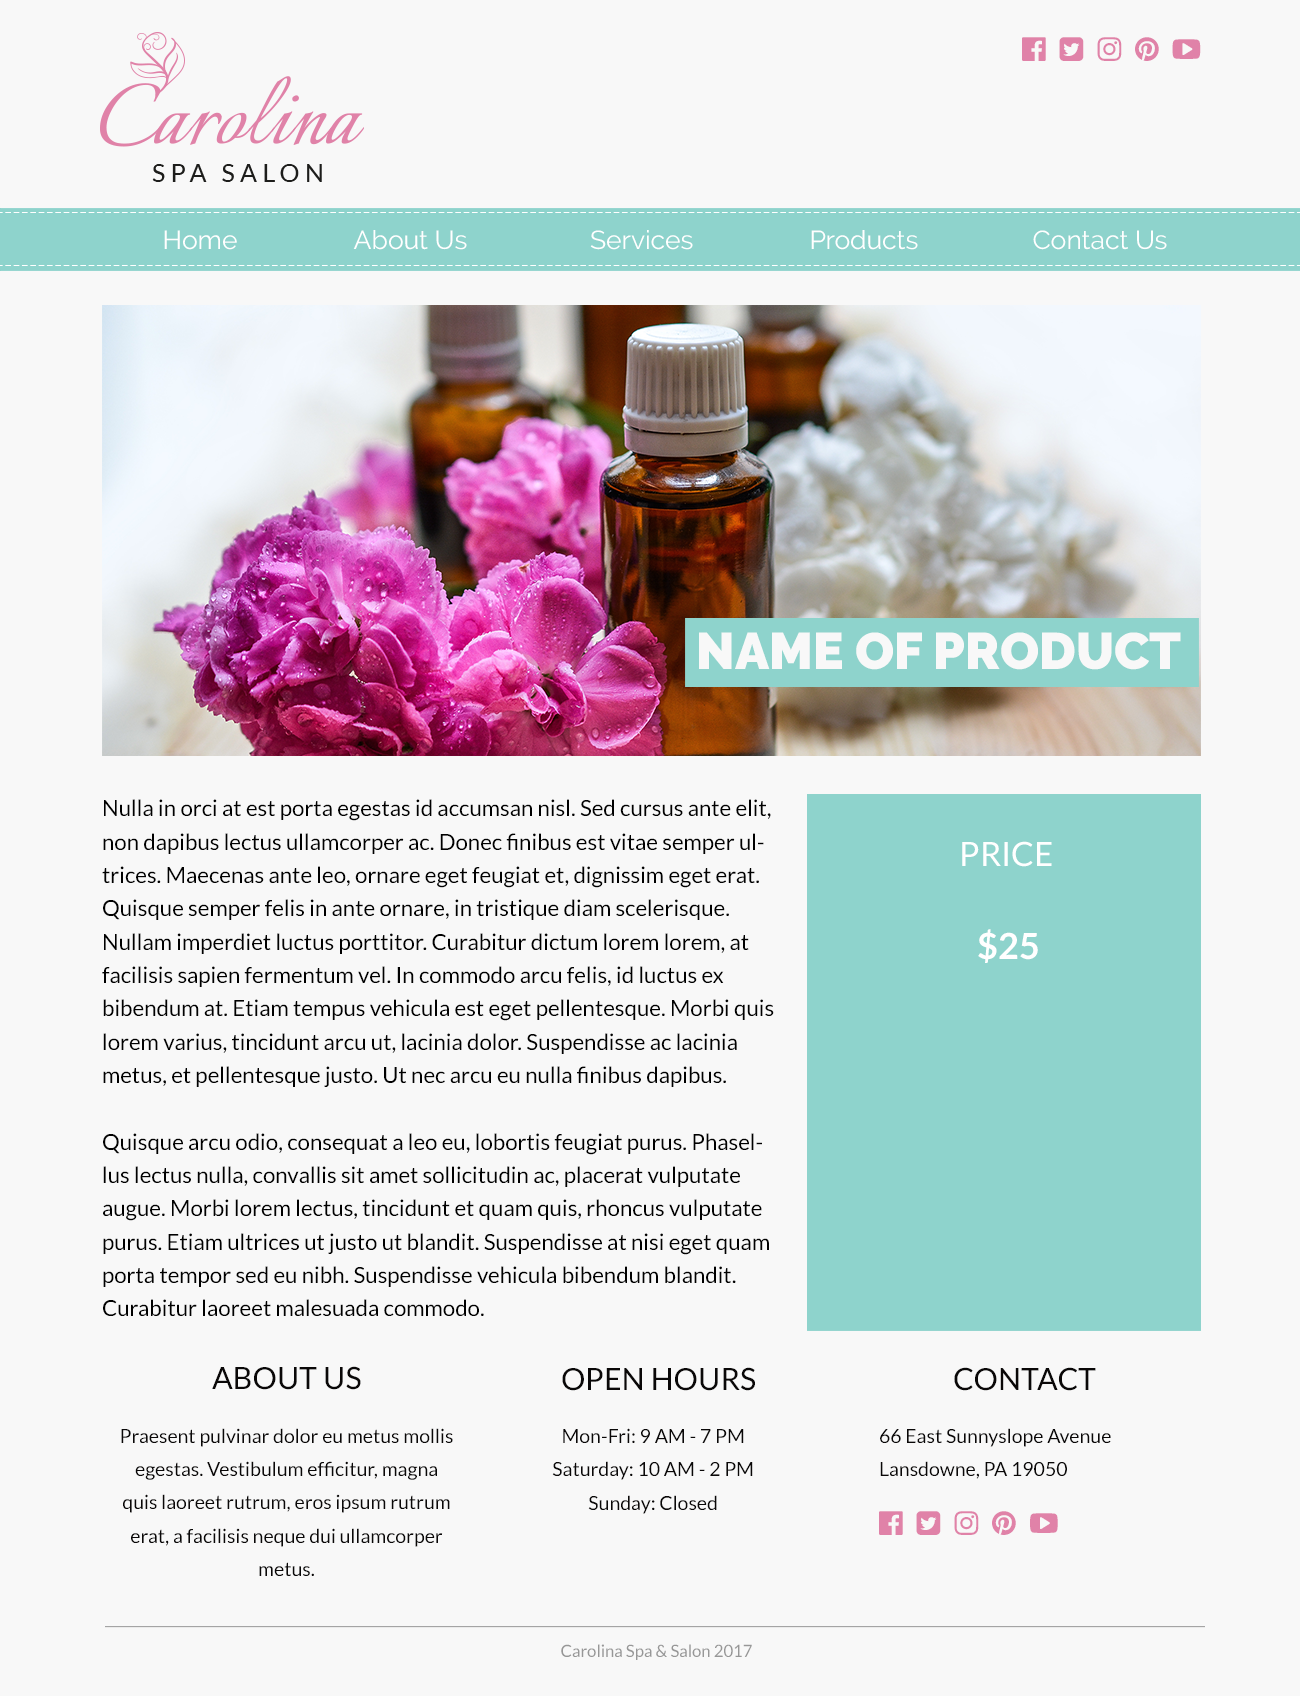 Carolina
SPA SALON
Home About Us Services Products Contact Us
NAME OF PRODUCT
Nulla in orci at est porta egestas id accumsan nisl. Sed cursus ante elit,
non dapibus lectus ullamcorper ac. Donec finibus est vitae semper ul-
trices. Maecenas ante leo, ornare eget feugiat et, dignissim eget erat.
Quisque semper felis in ante ornare, in tristique diam scelerisque.
Nullam imperdiet luctus porttitor. Curabitur dictum lorem lorem, at
facilisis sapien fermentum vel. In commodo arcu felis, id luctus ex
bibendum at. Etiam tempus vehicula est eget pellentesque. Morbi quis
lorem varius, tincidunt arcu ut, lacinia dolor. Suspendisse ac lacinia
metus, et pellentesque justo. Ut nec arcu eu nulla finibus dapibus.
Quisque arcu odio, consequat a leo eu, lobortis feugiat purus. Phasel-
lus lectus nulla, convallis sit amet sollicitudin ac, placerat vulputate
augue. Morbi lorem lectus, tincidunt et quam quis, rhoncus vulputate
purus. Etiam ultrices ut justo ut blandit. Suspendisse at nisi eget quam
porta tempor sed eu nibh. Suspendisse vehicula bibendum blandit.
Curabitur laoreet malesuada commodo.
PRICE
$25
ABOUT US
Praesent pulvinar dolor eu metus mollis
egestas. Vestibulum efficitur, magna
quis laoreet rutrum, eros ipsum rutrum
erat, a facilisis neque dui ullamcorper
metus.
OPEN HOURS
Mon-Fri: 9 AM - 7 PM
Saturday: 10 AM - 2 PM
Sunday: Closed
CONTACT
66 East Sunnyslope Avenue
Lansdowne, PA 19050
Carolina Spa & Salon 2017